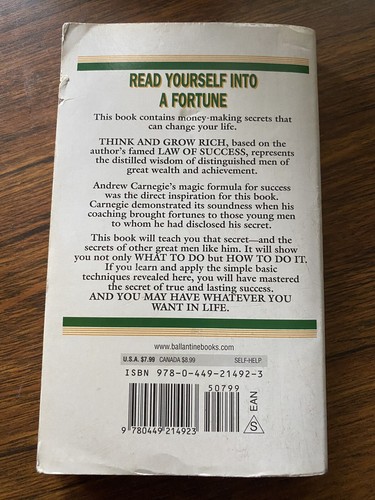 READ YOURSELF INTO
A FORTUNE
This book contains money-making secrets
that can change your life.
THINK AND GROW RICH, based on the
author's famed LAW OF SUCCESS, represents
the distilled wisdom of distinguished men of
great wealth and achievement.
Andrew Carnegie's magic formula for success
was the direct inspiration for this book.
Carnegie demonstrated its soundness when his
coaching brought fortunes to those young men
to whom he had disclosed his secret.
This book will teach you that secret—and the
secrets of other great men like him. It will show
you not only WHAT TO DO but HOW TO DO IT.
If you learn and apply the simple basic
techniques revealed here, you will have mastered
the secret of true and lasting success.
AND YOU MAY HAVE WHATEVER YOU
WANT IN LIFE.
www.ballantinebooks.com
U.S.A. $7.99 CANADA $8.99 SELF-HELP
ISBN 978-0-449-21492-3
50799
9 780449 214923
S EAN